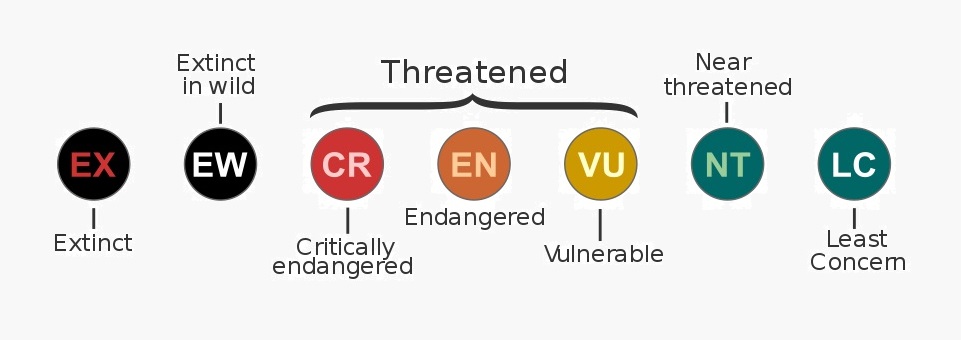 Extinct
in wild
Threatened
Near
threatened
EX
EW
CR
EN
VU
NT
LC
Extinct
Critically
endangered
Endangered
Vulnerable
Least
Concern